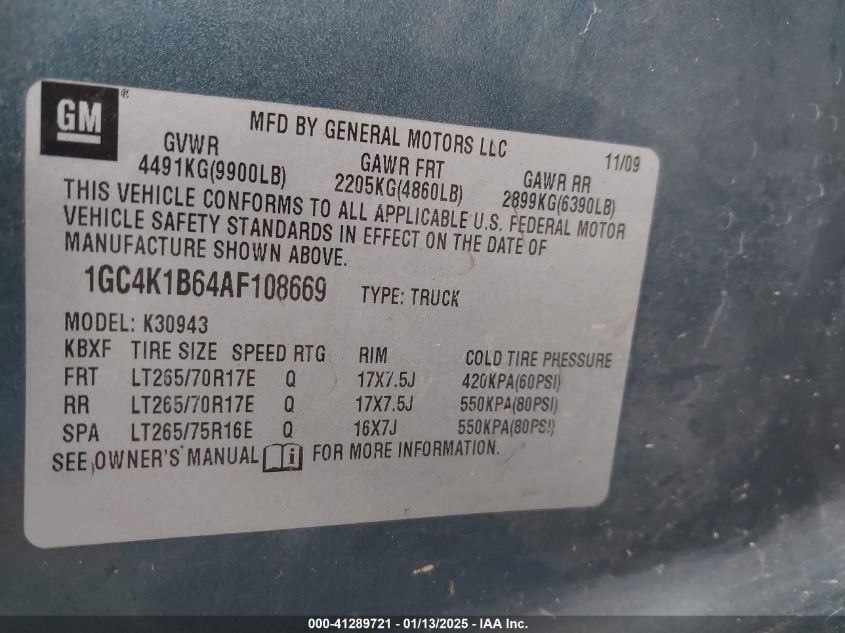 GM®
MFD BY GENERAL MOTORS LLC 11/09
GVWR GAWR FRT GAWR RR
4491KG(9900LB) 2205KG(4860LB) 2899KG(6390LB)
THIS VEHICLE CONFORMS TO ALL APPLICABLE U.S. FEDERAL MOTOR
VEHICLE SAFETY STANDARDS IN EFFECT ON THE DATE OF
MANUFACTURE SHOWN ABOVE.
1GC4K1B64AF108669 TYPE: TRUCK
MODEL: K30943
KBXF TIRE SIZE SPEED RTG RIM COLD TIRE PRESSURE
FRT LT265/70R17E Q 17X7.5J 420KPA(60PSI)
RR LT265/70R17E Q 17X7.5J 550KPA(80PSI)
SPA LT265/75R16E Q 16X7J 550KPA(80PSI)
SEE OWNER'S MANUAL FOR MORE INFORMATION.
000-41289721 - 01/13/2025 - IAA Inc.